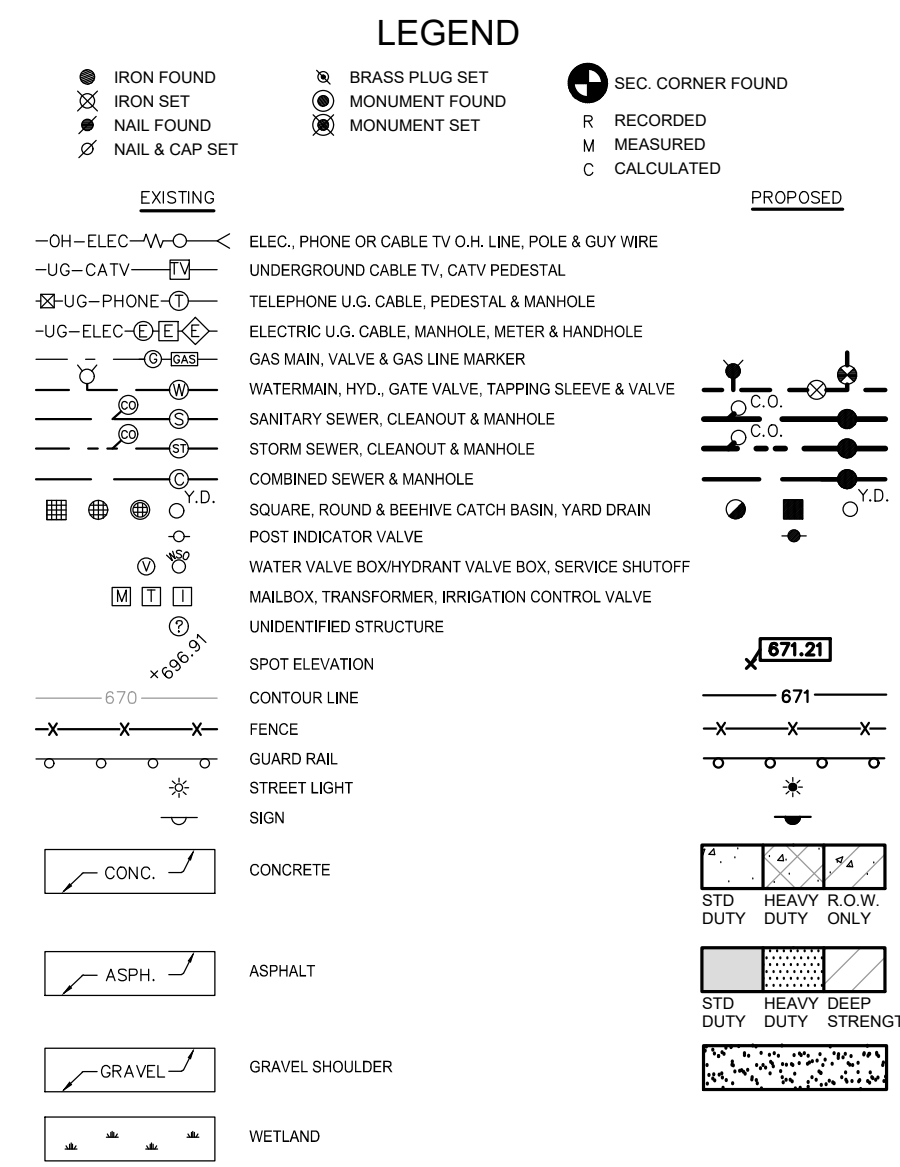 LEGEND
IRON FOUND
IRON SET
NAIL FOUND
NAIL & CAP SET
BRASS PLUG SET
MONUMENT FOUND
MONUMENT SET
SEC. CORNER FOUND
R RECORDED
M MEASURED
C CALCULATED
EXISTING
PROPOSED
OH-ELEC ELEC., PHONE OR CABLE TV O.H. LINE, POLE & GUY WIRE
UG-CATV TV UNDERGROUND CABLE TV, CATV PEDESTAL
UG-PHONE T TELEPHONE U.G. CABLE, PEDESTAL & MANHOLE
UG-ELEC E E E ELECTRIC U.G. CABLE, MANHOLE, METER & HANDHOLE
G GAS GAS MAIN, VALVE & GAS LINE MARKER
W WATERMAIN, HYD., GATE VALVE, TAPPING SLEEVE & VALVE
CO S SANITARY SEWER, CLEANOUT & MANHOLE C.O.
CO ST STORM SEWER, CLEANOUT & MANHOLE C.O.
C COMBINED SEWER & MANHOLE
Y.D. SQUARE, ROUND & BEEHIVE CATCH BASIN, YARD DRAIN Y.D.
POST INDICATOR VALVE
V WSO WATER VALVE BOX/HYDRANT VALVE BOX, SERVICE SHUTOFF
M T I MAILBOX, TRANSFORMER, IRRIGATION CONTROL VALVE
? UNIDENTIFIED STRUCTURE
+696.91 SPOT ELEVATION 671.21
670 CONTOUR LINE 671
FENCE
GUARD RAIL
STREET LIGHT
SIGN
CONC. CONCRETE
STD DUTY
HEAVY DUTY
R.O.W. ONLY
ASPH. ASPHALT
STD DUTY
HEAVY DUTY
DEEP STRENGT
GRAVEL GRAVEL SHOULDER
WETLAND